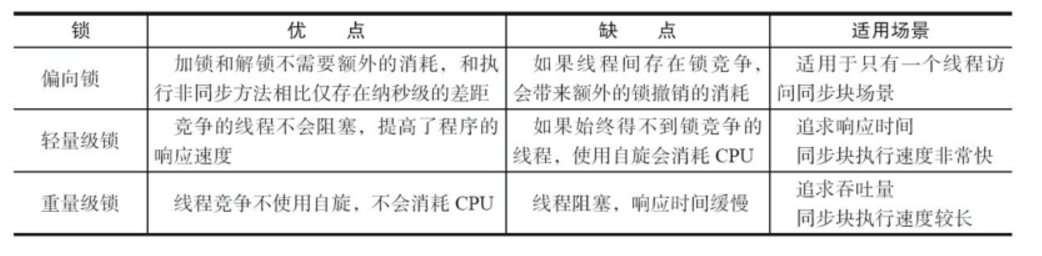 锁 优 点 缺 点 适用场景
偏向锁 加锁和解锁不需要额外的消耗，和执 如果线程间存在锁竞争， 适用于只有一个线程访
行非同步方法相比仅存在纳秒级的差距 会带来额外的锁撤销的消耗 问同步块场景
轻量级锁 竞争的线程不会阻塞，提高了程序的 如果始终得不到锁竞争的 追求响应时间
响应速度 线程，使用自旋会消耗 CPU 同步块执行速度非常快
重量级锁 线程竞争不使用自旋，不会消耗 CPU 线程阻塞，响应时间缓慢 追求吞吐量
同步块执行速度较长